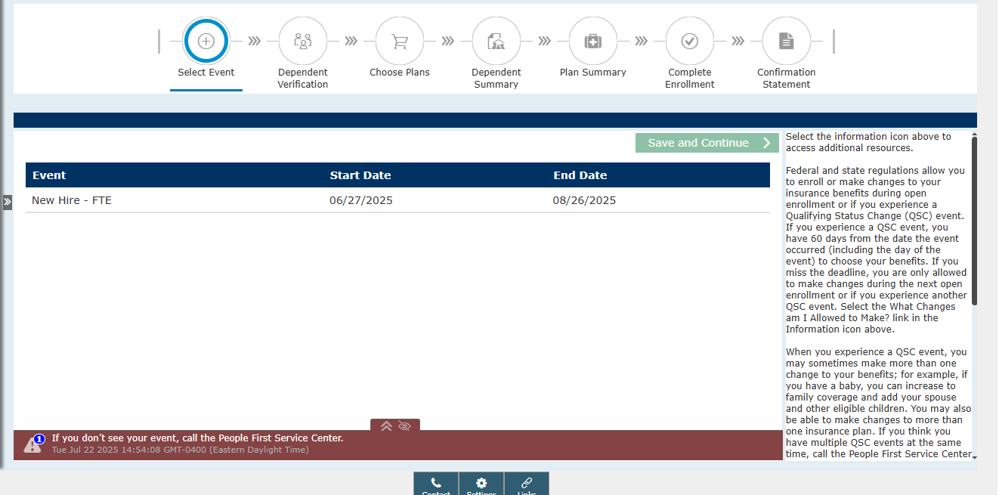 Select Event
Dependent
Verification
Choose Plans
Dependent
Summary
Plan Summary
Complete
Enrollment
Confirmation
Statement
Save and Continue
Event Start Date End Date
New Hire - FTE 06/27/2025 08/26/2025
Select the information icon above to
access additional resources.
Federal and state regulations allow you
to enroll or make changes to your
insurance benefits during open
enrollment or if you experience a
Qualifying Status Change (QSC) event.
If you experience a QSC event, you
have 60 days from the date the event
occurred (including the day of the
event) to choose your benefits. If you
miss the deadline, you are only allowed
to make changes during the next open
enrollment or if you experience another
QSC event. Select the What Changes
am I Allowed to Make? link in the
Information icon above.
When you experience a QSC event, you
may sometimes make more than one
change to your benefits; for example, if
you have a baby, you can increase to
family coverage and add your spouse
and other eligible children. You may also
be able to make changes to more than
one insurance plan. If you think you
have multiple QSC events at the same
time, call the People First Service Center
1
If you don't see your event, call the People First Service Center.
Tue Jul 22 2025 14:54:08 GMT-0400 (Eastern Daylight Time)
Contact Settings Links